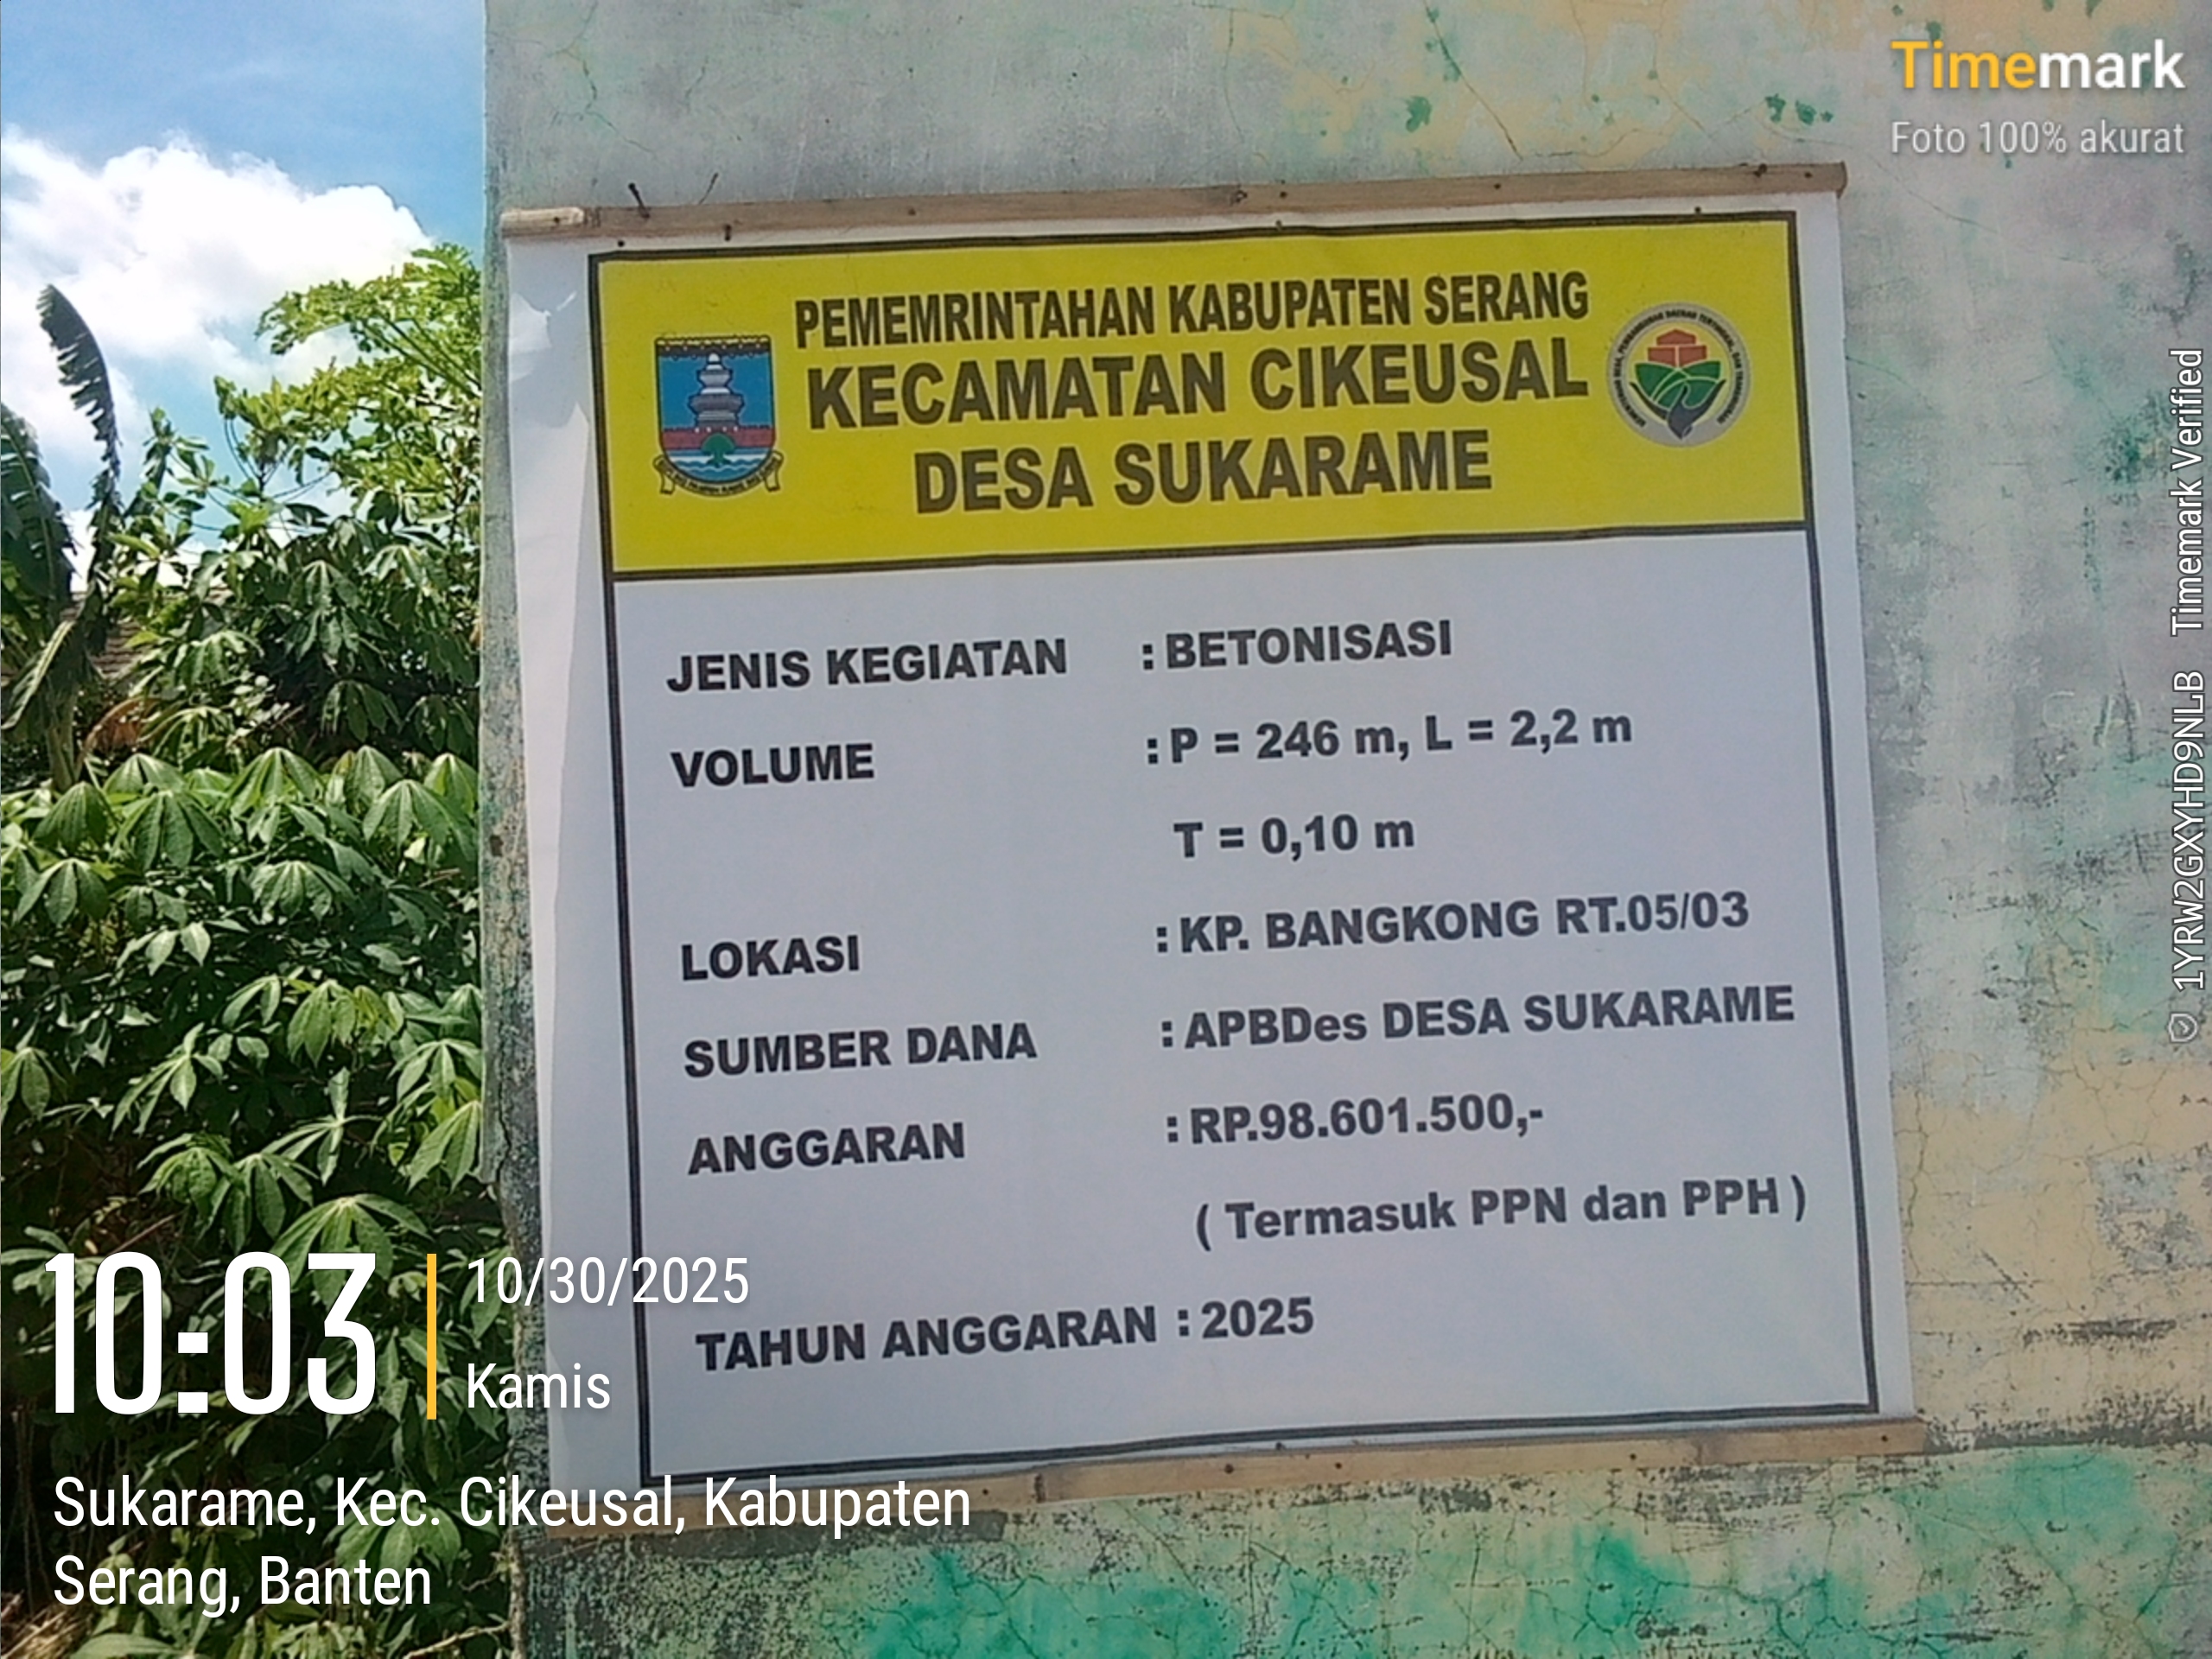 Timemark
Foto 100% akurat
PEMEMRINTAHAN KABUPATEN SERANG
KECAMATAN CIKEUSAL
DESA SUKARAME
JENIS KEGIATAN : BETONISASI
VOLUME : P = 246 m, L = 2,2 m
T = 0,10 m
LOKASI : KP. BANGKONG RT.05/03
SUMBER DANA : APBDes DESA SUKARAME
ANGGARAN : RP.98.601.500,-
( Termasuk PPN dan PPH )
TAHUN ANGGARAN : 2025
10:03
10/30/2025
Kamis
Sukarame, Kec. Cikeusal, Kabupaten
Serang, Banten
1YRW2GXYHD9NLB Timemark Verified